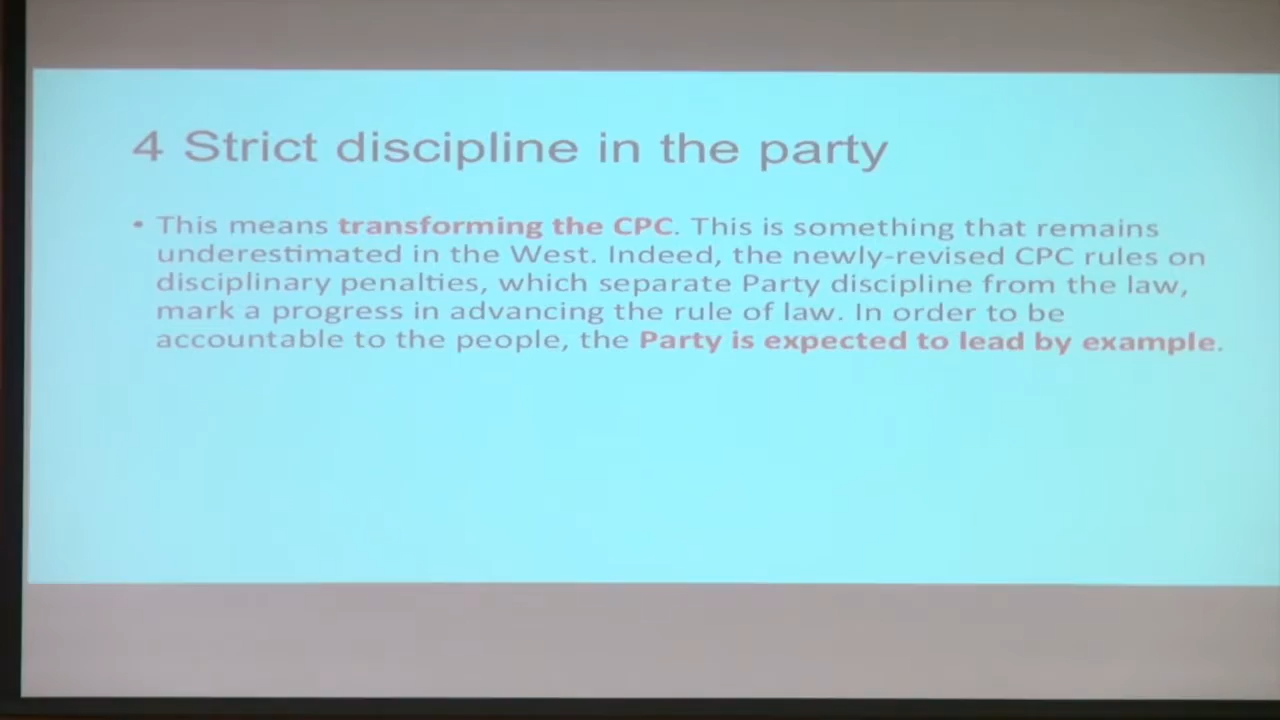 4 Strict discipline in the party
• This means transforming the CPC. This is something that remains
underestimated in the West. Indeed, the newly-revised CPC rules on
disciplinary penalties, which separate Party discipline from the law,
mark a progress in advancing the rule of law. In order to be
accountable to the people, the Party is expected to lead by example.